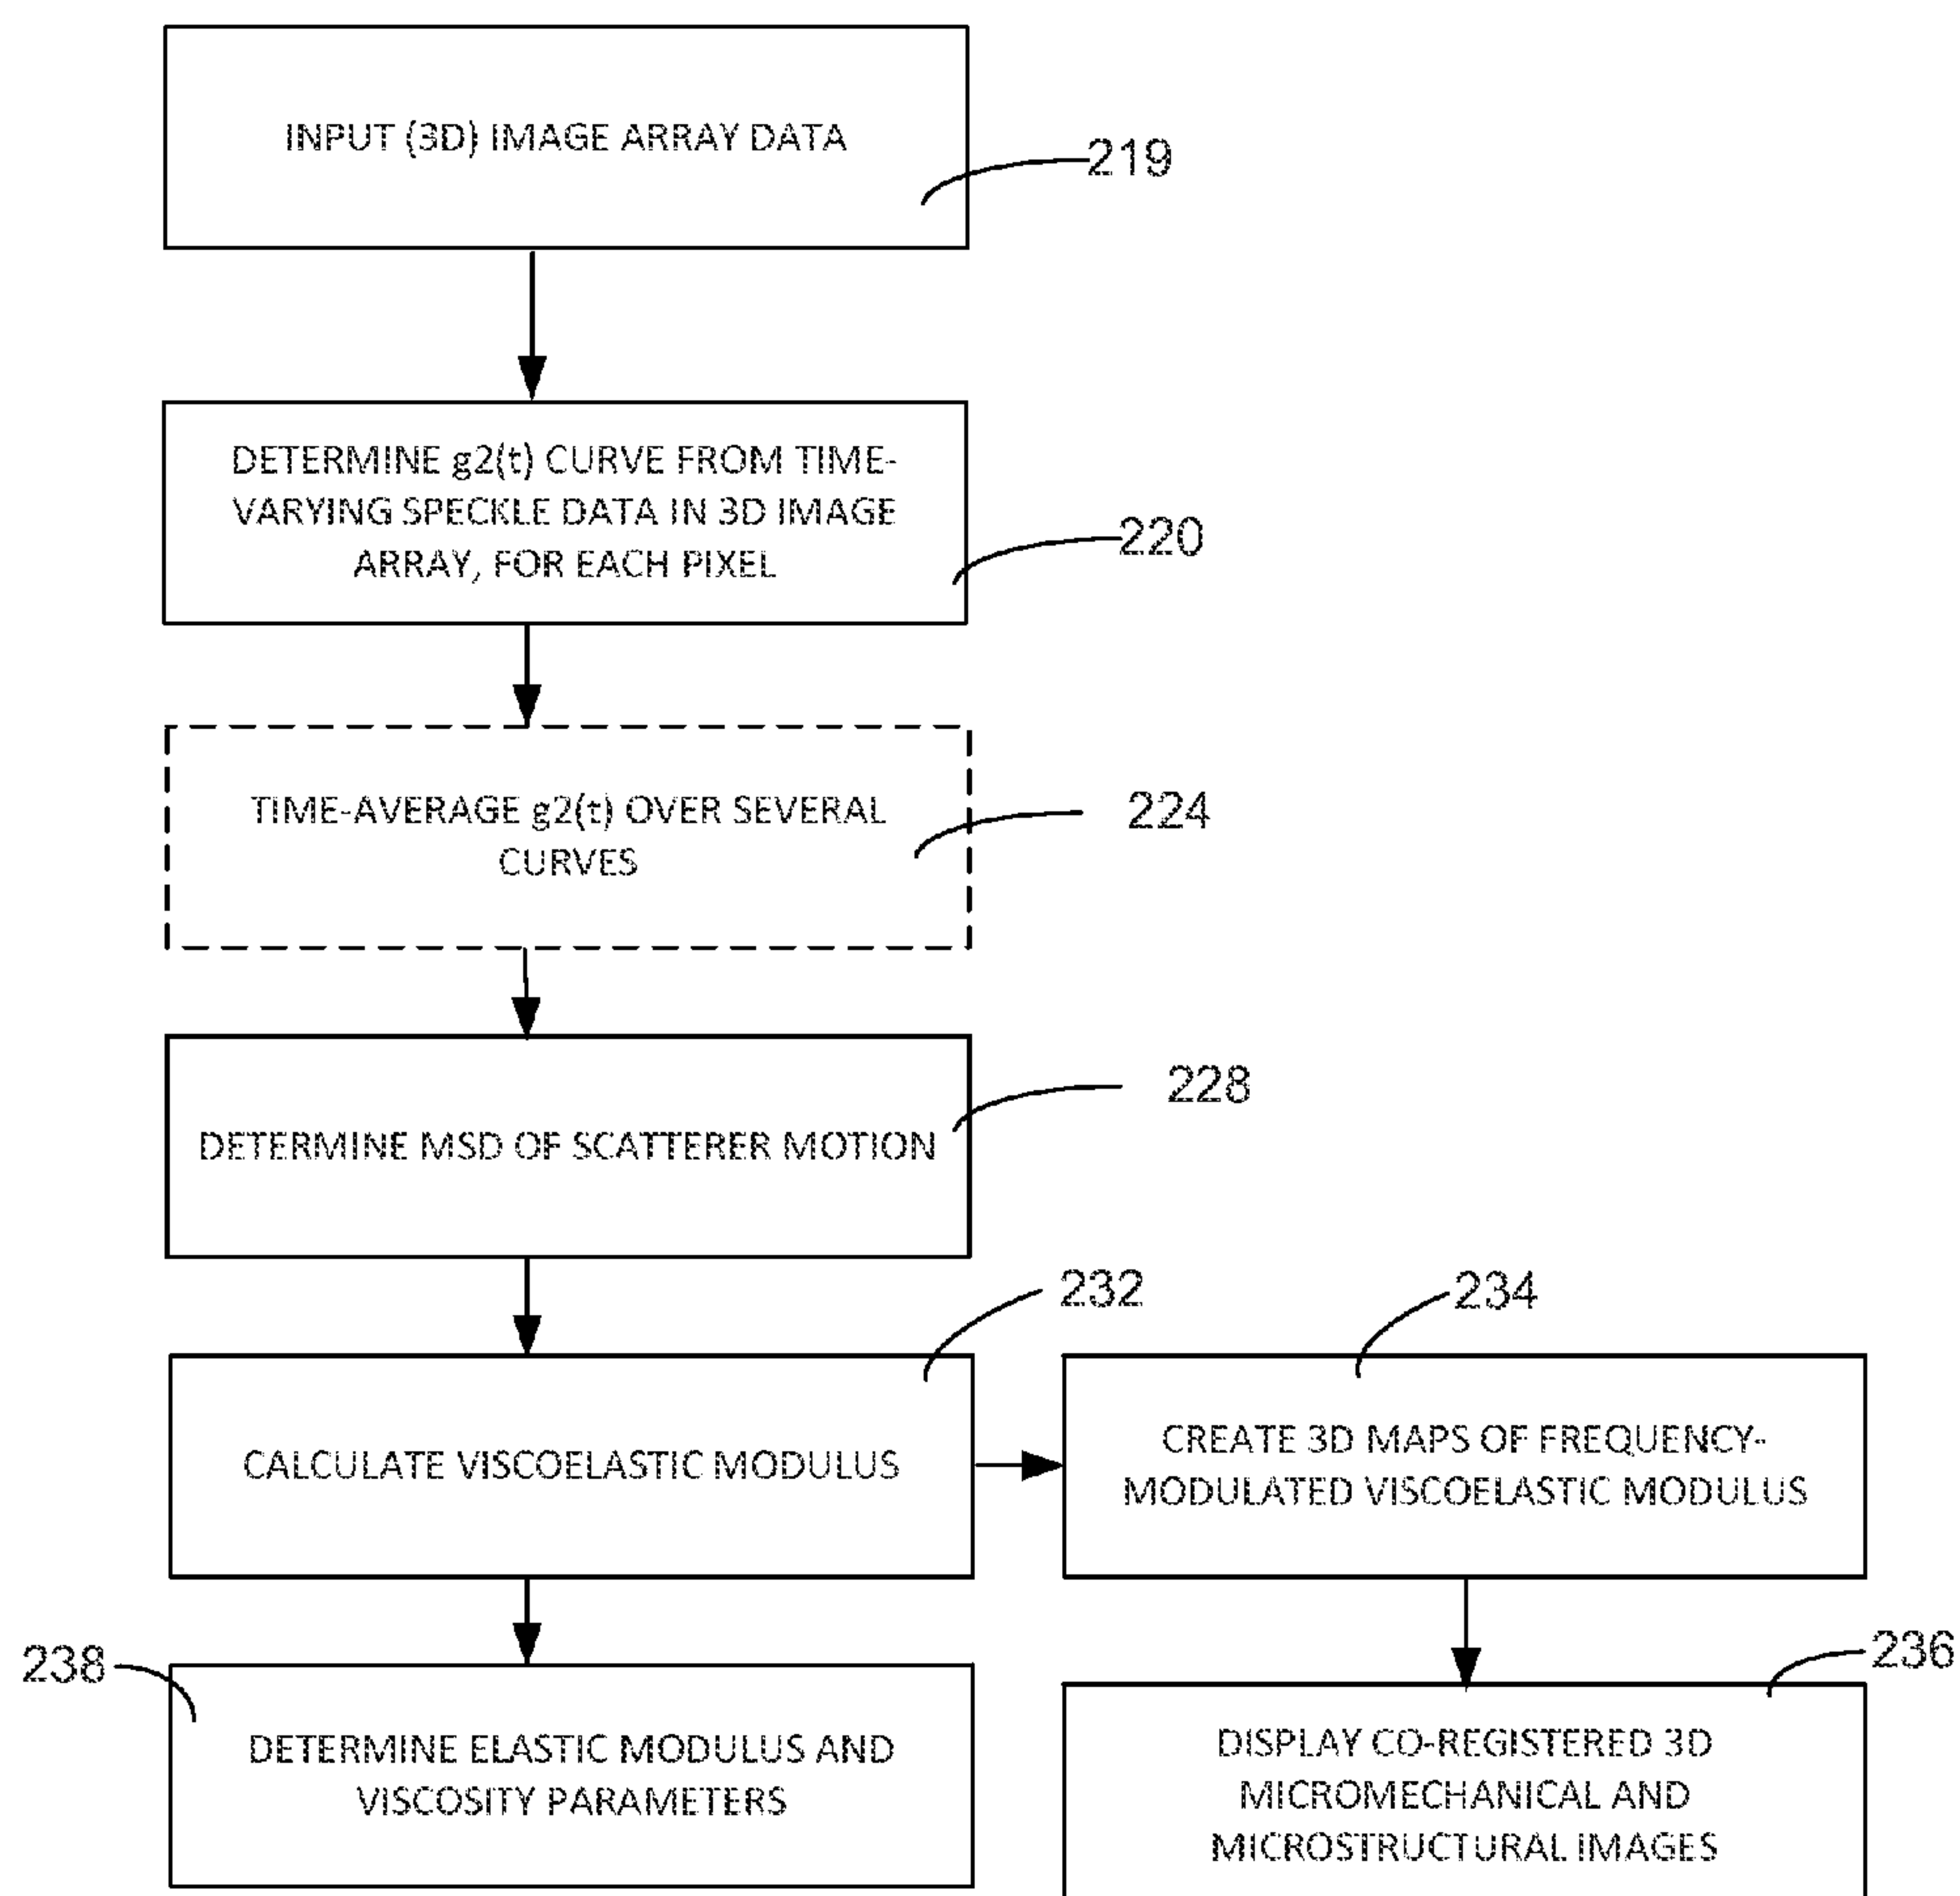 INPUT (3D) IMAGE ARRAY DATA
219
DETERMINE g2(t) CURVE FROM TIME-
VARYING SPECKLE DATA IN 3D IMAGE
ARRAY, FOR EACH PIXEL
220
TIME-AVERAGE g2(t) OVER SEVERAL
CURVES
224
DETERMINE MSD OF SCATTERER MOTION
228
CALCULATE VISCOELASTIC MODULUS
232
CREATE 3D MAPS OF FREQUENCY-
MODULATED VISCOELASTIC MODULUS
234
DETERMINE ELASTIC MODULUS AND
VISCOSITY PARAMETERS
238
DISPLAY CO-REGISTERED 3D
MICROMECHANICAL AND
MICROSTRUCTURAL IMAGES
236